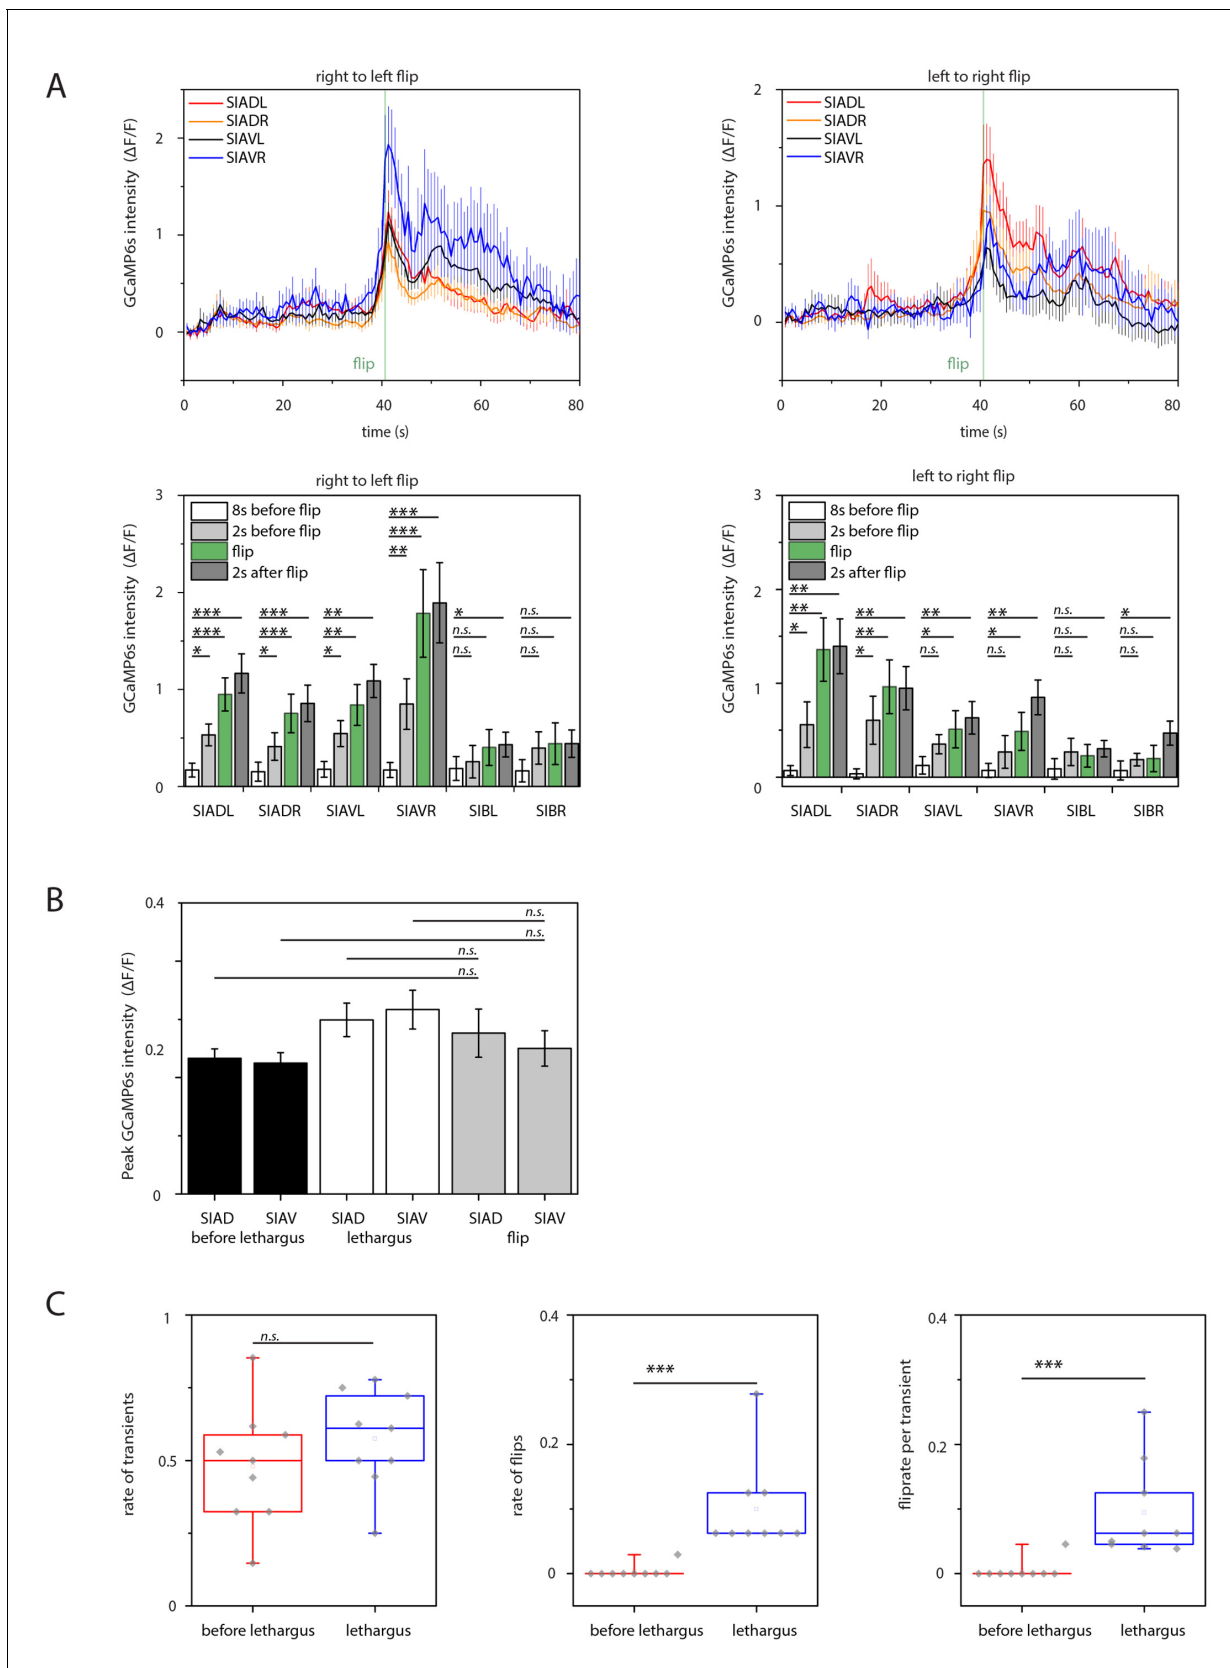 A
right to left flip
GCaMP6s intensity (ΔF/F)
2
1
0
SIADL
SIADR
SIAVL
SIAVR
flip
0
20
40
60
80
time (s)
left to right flip
GCaMP6s intensity (ΔF/F)
2
1
0
SIADL
SIADR
SIAVL
SIAVR
flip
0
20
40
60
80
time (s)
right to left flip
GCaMP6s intensity (ΔF/F)
3
2
1
0
8s before flip
2s before flip
flip
2s after flip
*** *** ** *** * n.s.
*** *** ** *** n.s. n.s.
* * * ** n.s. n.s.
SIADL
SIADR
SIAVL
SIAVR
SIBL
SIBR
left to right flip
GCaMP6s intensity (ΔF/F)
3
2
1
0
8s before flip
2s before flip
flip
2s after flip
** ** ** ** n.s. *
** ** * * n.s. n.s.
* * n.s. n.s. n.s. n.s.
SIADL
SIADR
SIAVL
SIAVR
SIBL
SIBR
B
Peak GCaMP6s intensity (ΔF/F)
0.4
0.2
0
n.s.
n.s.
n.s.
n.s.
SIAD SIAV SIAD SIAV SIAD SIAV
before lethargus lethargus flip
C
rate of transients
1
0.5
0
n.s.
before lethargus lethargus
rate of flips
0.4
0.2
0
***
before lethargus lethargus
fliprate per transient
0.4
0.2
0
***
before lethargus lethargus